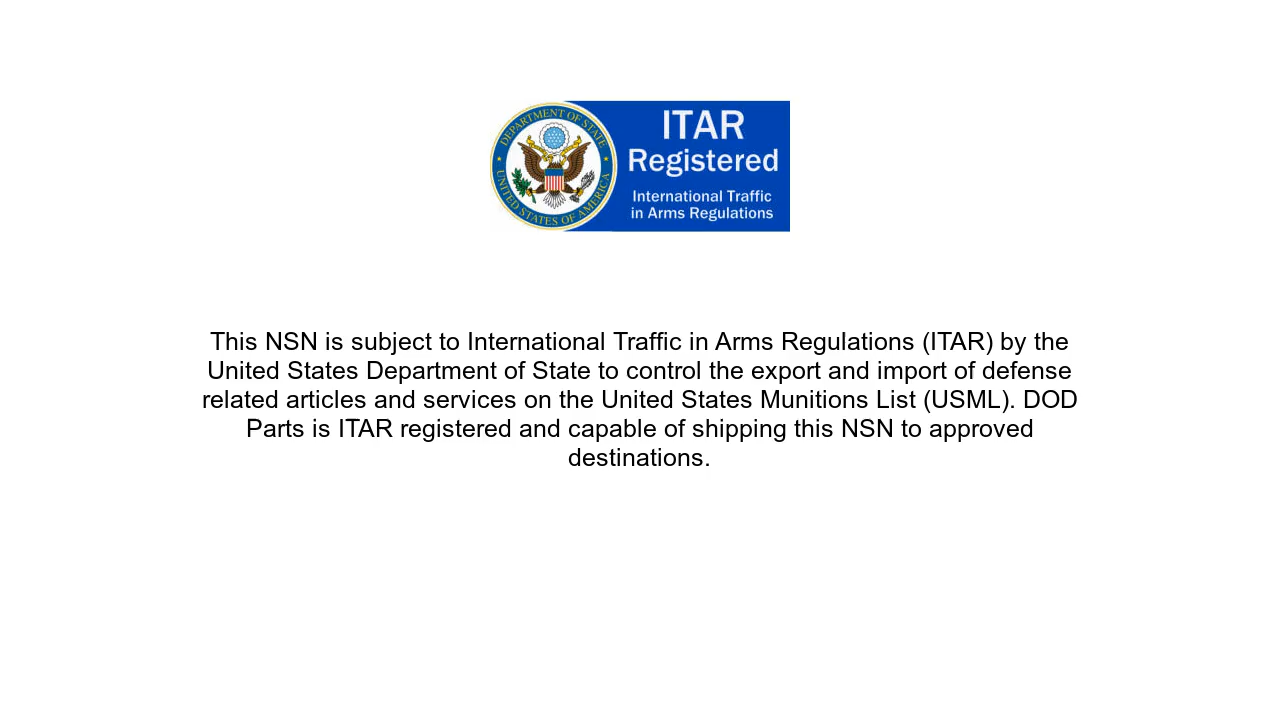 DEPARTMENT OF STATE
UNITED STATES OF AMERICA
ITAR
Registered
International Traffic
in Arms Regulations
This NSN is subject to International Traffic in Arms Regulations (ITAR) by the
United States Department of State to control the export and import of defense
related articles and services on the United States Munitions List (USML). DOD
Parts is ITAR registered and capable of shipping this NSN to approved
destinations.